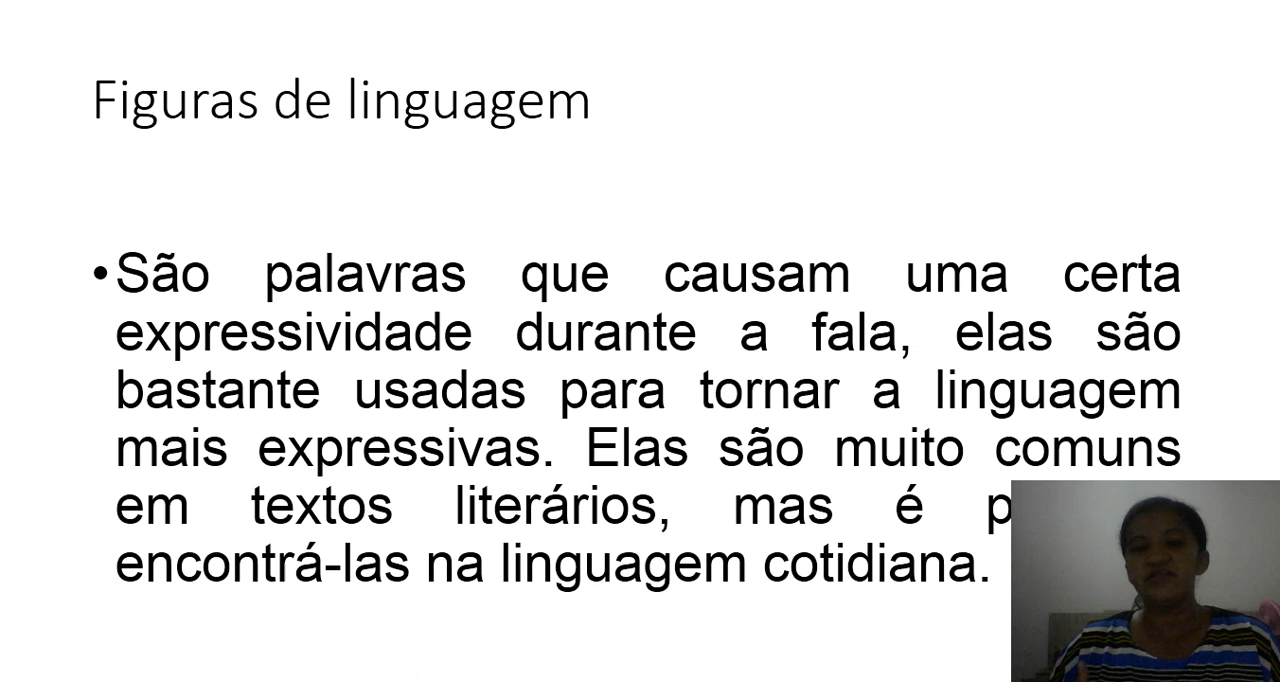 Figuras de linguagem
•São palavras que causam uma certa
expressividade durante a fala, elas são
bastante usadas para tornar a linguagem
mais expressivas. Elas são muito comuns
em textos literários, mas é
encontrá-las na linguagem cotidiana.